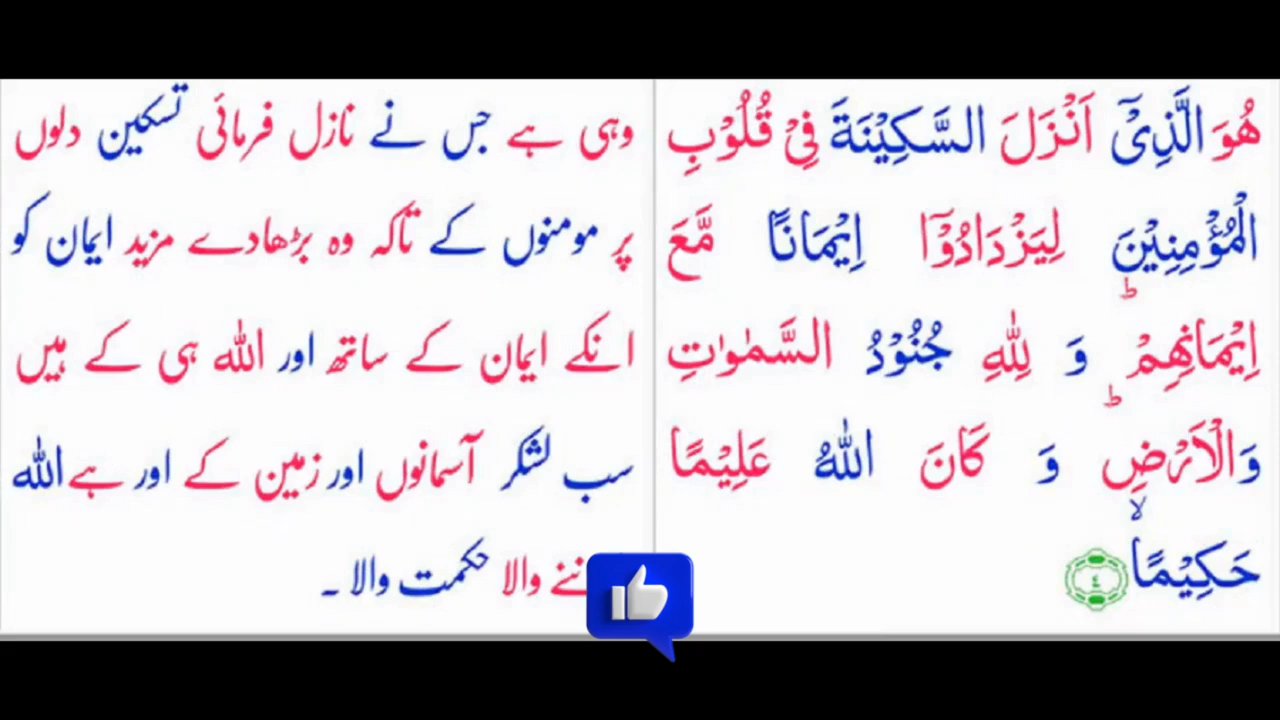 هُوَ الَّذِیْۤ اَنْزَلَ السَّكِیْنَةَ فِیْ قُلُوْبِ
الْمُؤْمِنِیْنَ لِیَزْدَادُوْۤا اِیْمَانًا مَّعَ
اِیْمَانِهِمْ ؕ وَ لِلّٰهِ جُنُوْدُ السَّمٰوٰتِ
وَالْاَرْضِ ؕ وَ كَانَ اللّٰهُ عَلِیْمًا
حَكِیْمًا ۙ ٤
وہی ہے جس نے نازل فرمائی تسکین دلوں
پر مومنوں کے تاکہ وہ بڑھادے مزید ایمان کو
انکے ایمان کے ساتھ اور اللہ ہی کے ہیں
سب لشکر آسمانوں اور زمین کے اور ہے اللہ
والا حکمت والا ۔